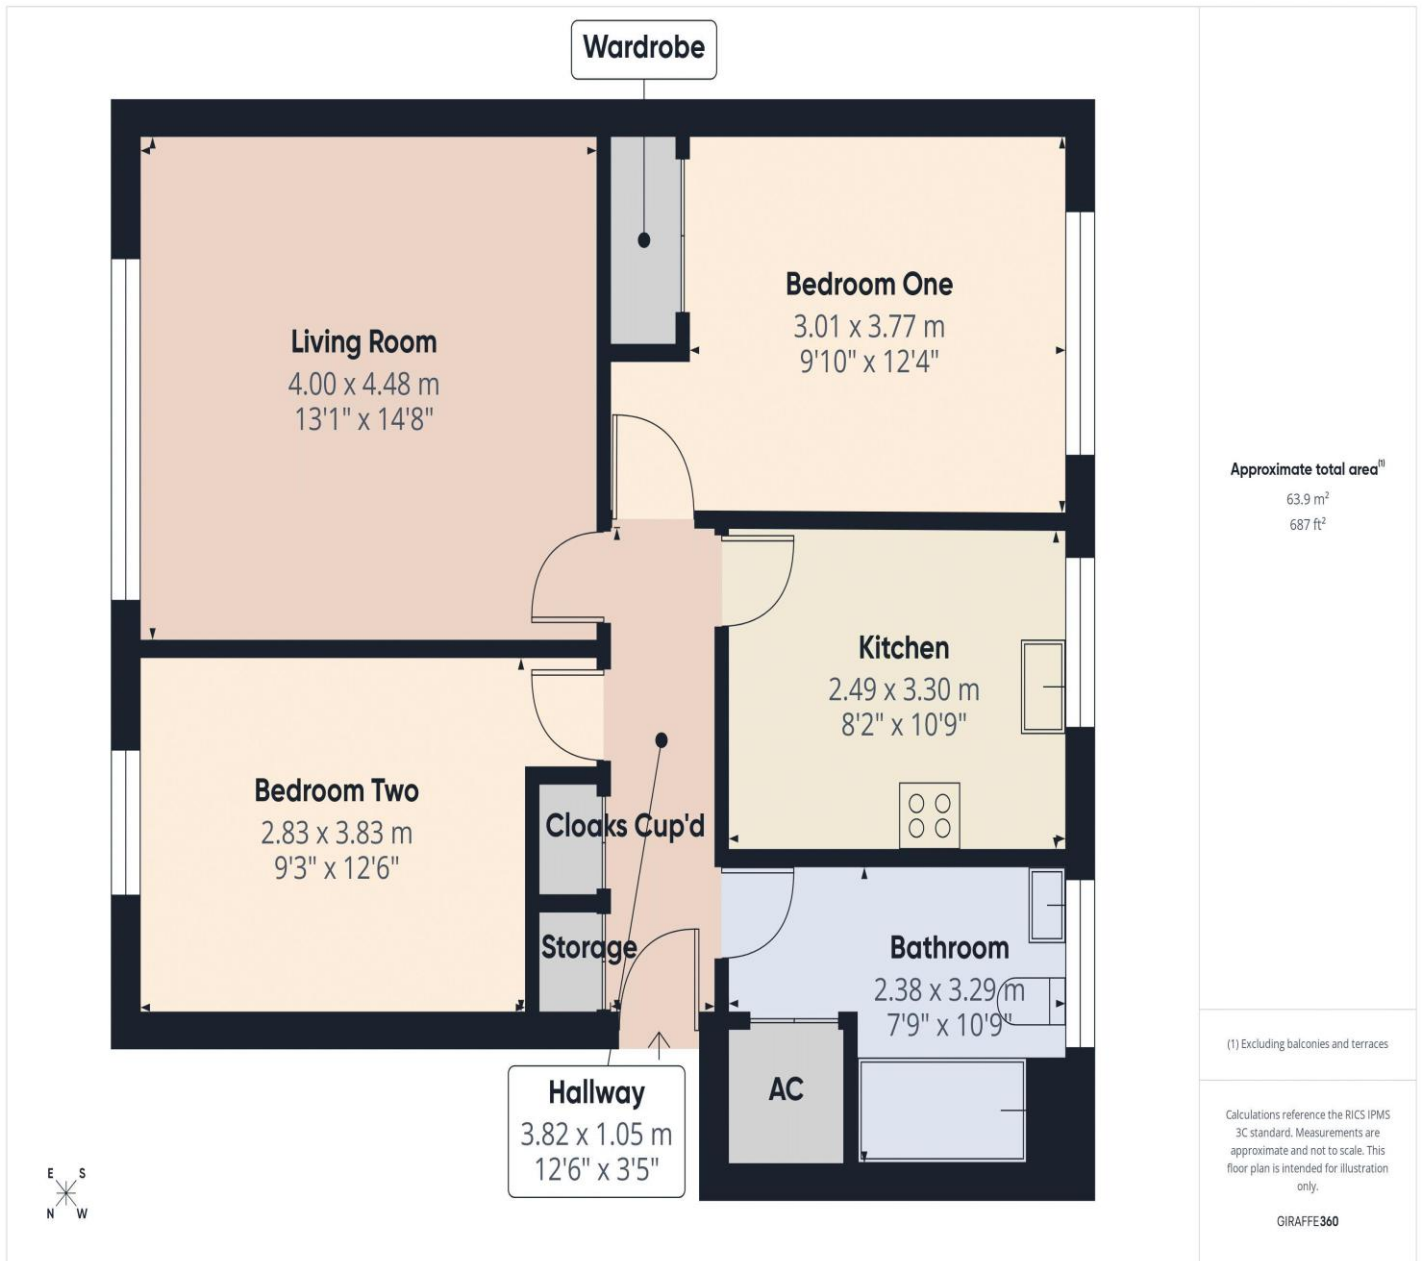 Wardrobe
Living Room
4.00 x 4.48 m
13'1" x 14'8"
Bedroom One
3.01 x 3.77 m
9'10" x 12'4"
Kitchen
2.49 x 3.30 m
8'2" x 10'9"
Bedroom Two
2.83 x 3.83 m
9'3" x 12'6"
Cloaks Cup'd
Storage
Bathroom
2.38 x 3.29 m
7'9" x 10'9"
AC
Hallway
3.82 x 1.05 m
12'6" x 3'5"
E S
N W
Approximate total area(1)
63.9 m²
687 ft²
(1) Excluding balconies and terraces
Calculations reference the RICS IPMS
3C standard. Measurements are
approximate and not to scale. This
floor plan is intended for illustration
only.
GIRAFFE360